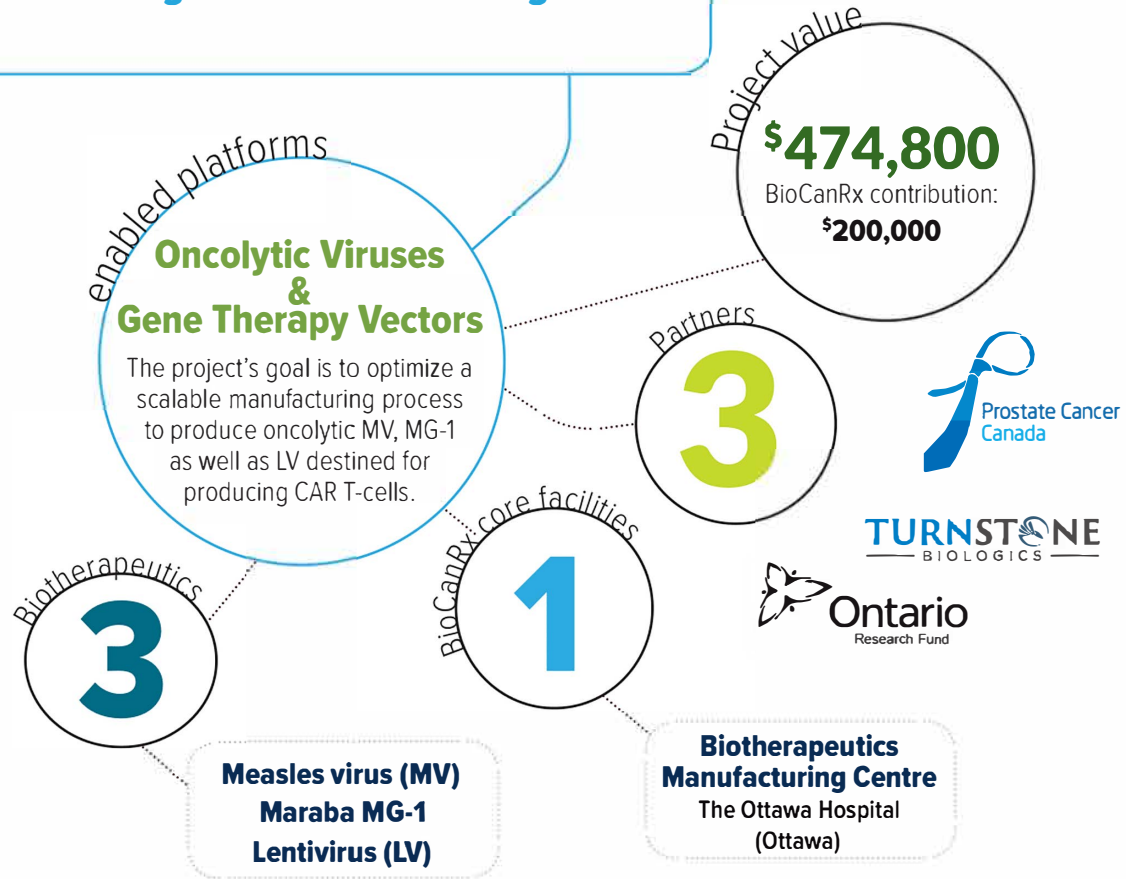 Project value
$474,800
BioCanRx contribution:
$200,000
enabled platforms
Oncolytic Viruses
&
Gene Therapy Vectors
The project's goal is to optimize a
scalable manufacturing process
to produce oncolytic MV, MG-1
as well as LV destined for
producing CAR T-cells.
Partners
3
Prostate Cancer
Canada
TURNSTONE
BIOLOGICS
Ontario
Research Fund
BioCanRx core facilities
1
Biotherapeutics
3
Measles virus (MV)
Maraba MG-1
Lentivirus (LV)
Biotherapeutics
Manufacturing Centre
The Ottawa Hospital
(Ottawa)